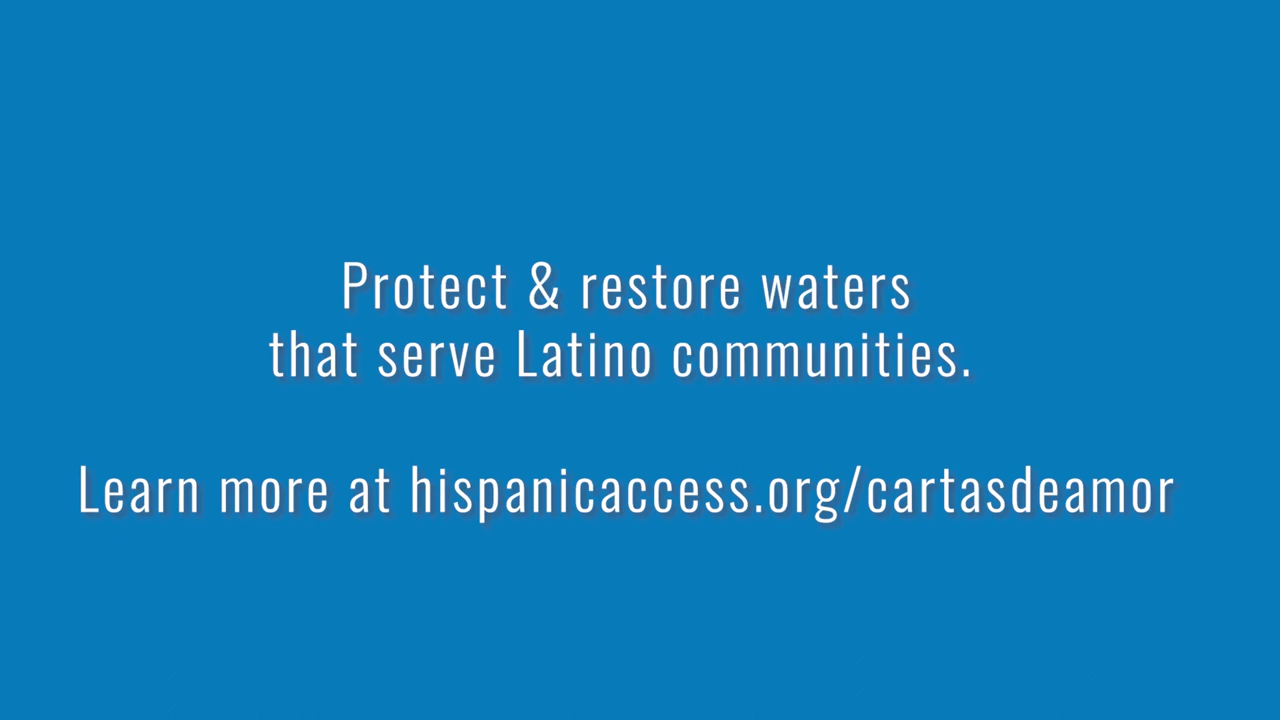 Protect & restore waters
that serve Latino communities.
Learn more at hispanicaccess.org/cartasdeamor